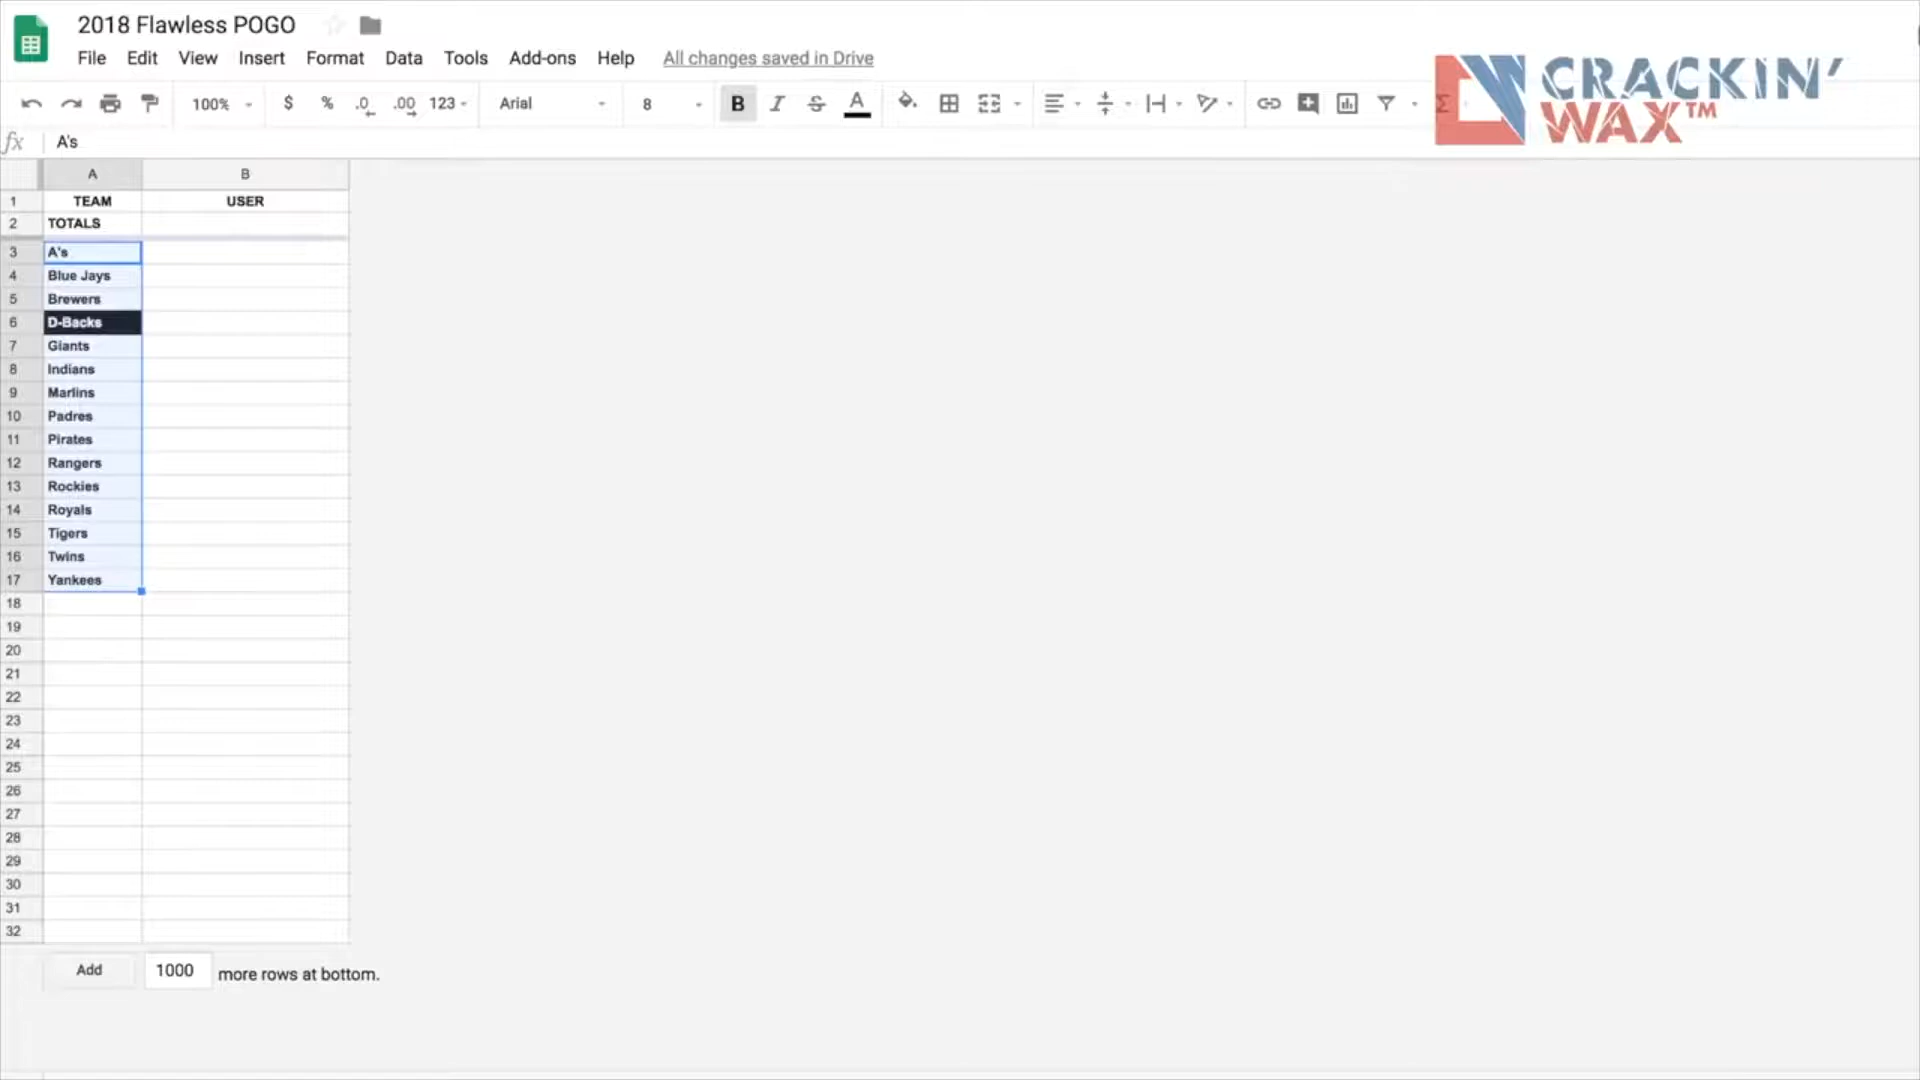 2018 Flawless POGO
File Edit View Insert Format Data Tools Add-ons Help All changes saved in Drive
CRACKIN'
WAX™
100% $ % .0 .00 123 Arial 8 B I S A Σ
fx A's
A B
1 TEAM USER
2 TOTALS
3 A's
4 Blue Jays
5 Brewers
6 D-Backs
7 Giants
8 Indians
9 Marlins
10 Padres
11 Pirates
12 Rangers
13 Rockies
14 Royals
15 Tigers
16 Twins
17 Yankees
18
19
20
21
22
23
24
25
26
27
28
29
30
31
32
Add 1000 more rows at bottom.